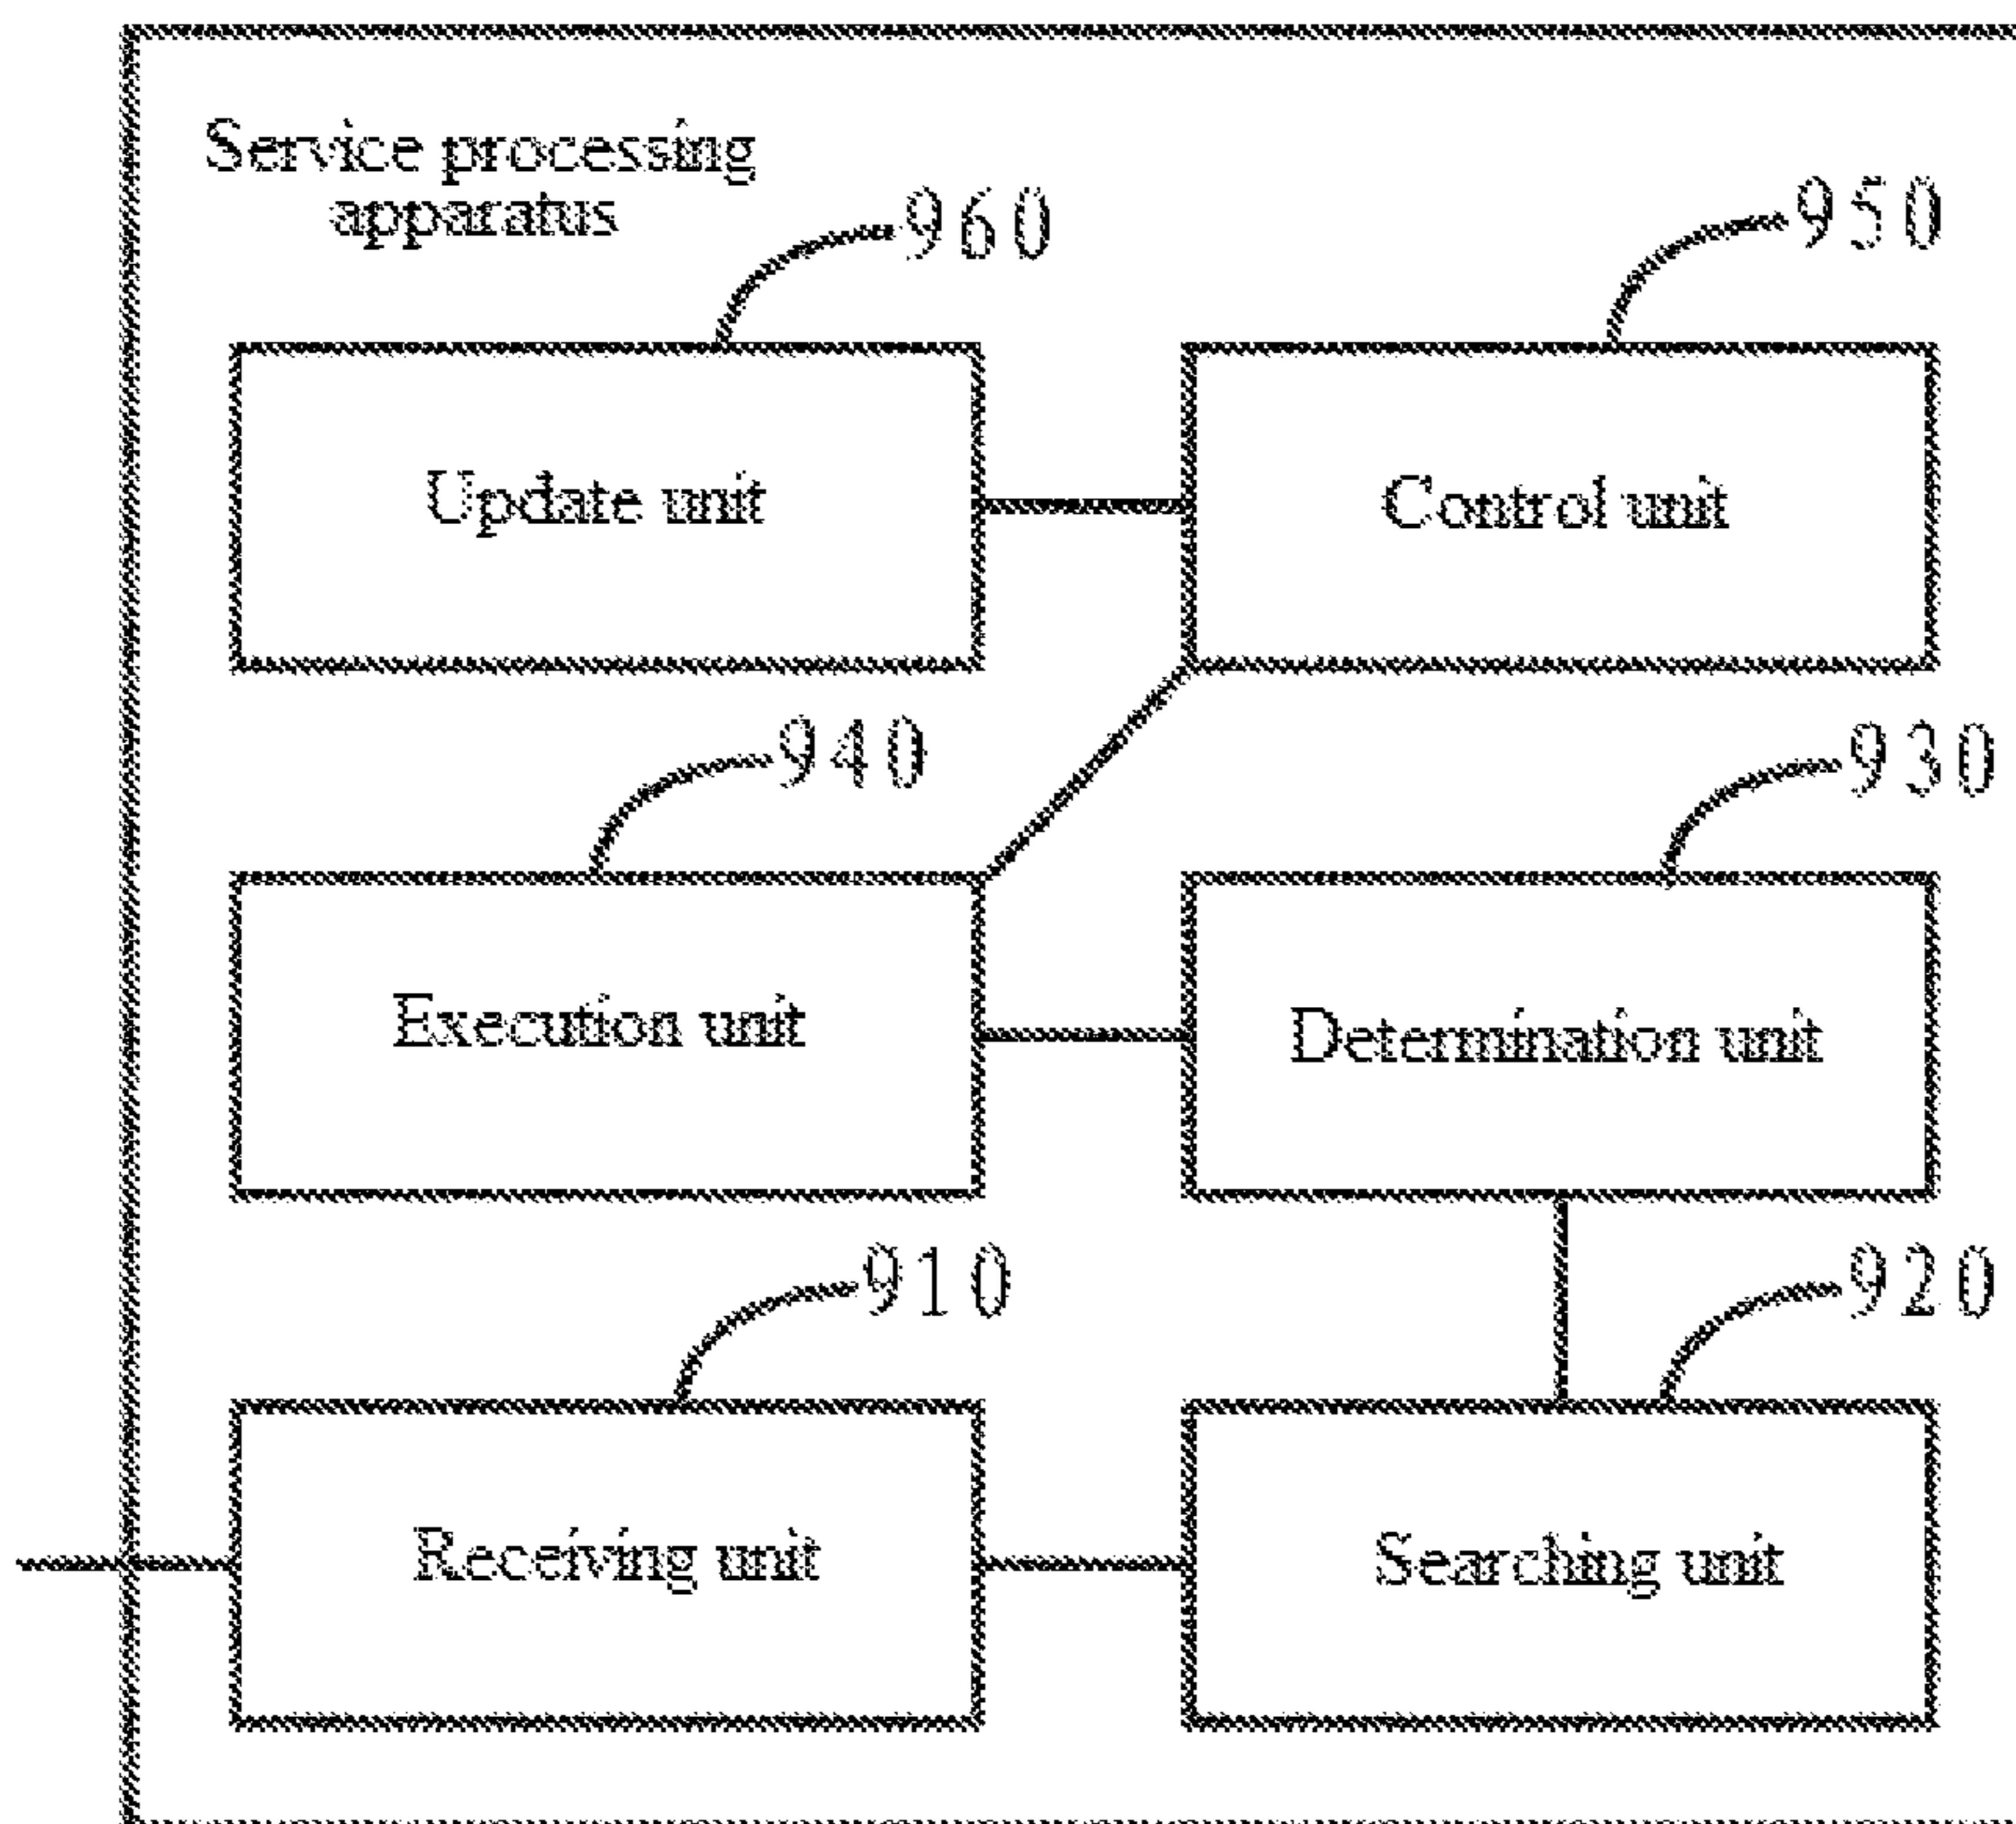 Service processing
apparatus
960
950
Update unit
Control unit
940
930
Execution unit
Determination unit
910
920
Receiving unit
Searching unit